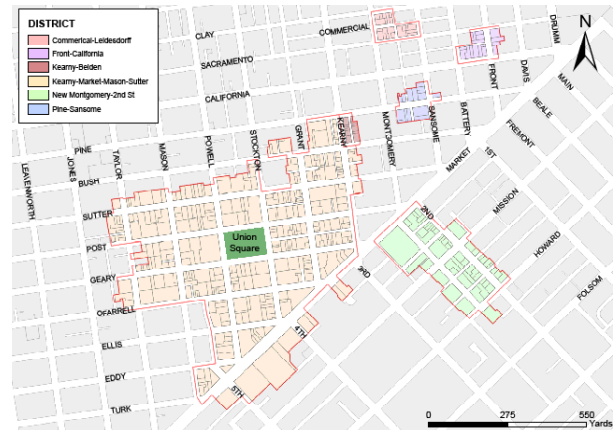 DISTRICT
Commerical-Leidesdorff
Front-California
Kearny-Belden
Kearny-Market-Mason-Sutter
New Montgomery-2nd St
Pine-Sansome
N
CLAY
COMMERCIAL
SACRAMENTO
CALIFORNIA
DRUMM
DAVIS
FRONT
MAIN
BEALE
FREMONT
BATTERY
SANSOME
MONTGOMERY
KEARNY
GRANT
STOCKTON
POWELL
MASON
TAYLOR
JONES
LEAVENWORTH
PINE
BUSH
SUTTER
POST
GEARY
OFARRELL
ELLIS
EDDY
TURK
Union
Square
MARKET
1ST
MISSION
2ND
HOWARD
FOLSOM
3RD
4TH
5TH
0 275 550
Yards